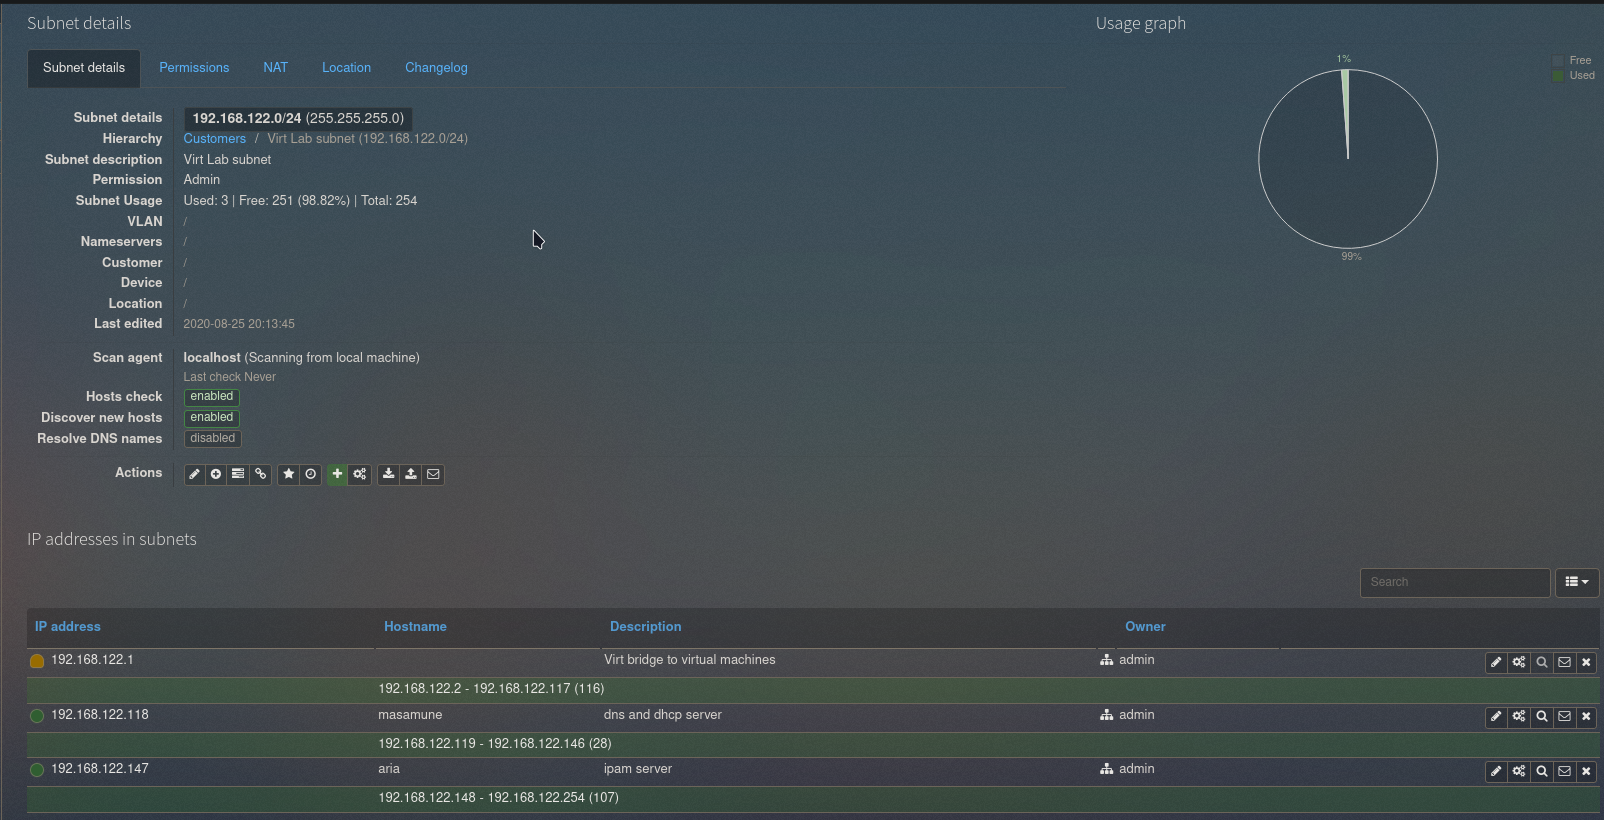 Subnet details
Usage graph
Subnet details Permissions NAT Location Changelog
1%
Free
Used
99%
Subnet details 192.168.122.0/24 (255.255.255.0)
Hierarchy Customers / Virt Lab subnet (192.168.122.0/24)
Subnet description Virt Lab subnet
Permission Admin
Subnet Usage Used: 3 | Free: 251 (98.82%) | Total: 254
VLAN /
Nameservers /
Customer /
Device /
Location /
Last edited 2020-08-25 20:13:45
Scan agent localhost (Scanning from local machine)
Last check Never
Hosts check enabled
Discover new hosts enabled
Resolve DNS names disabled
Actions
IP addresses in subnets
Search
IP address Hostname Description Owner
192.168.122.1 Virt bridge to virtual machines admin
192.168.122.2 - 192.168.122.117 (116)
192.168.122.118 masamune dns and dhcp server admin
192.168.122.119 - 192.168.122.146 (28)
192.168.122.147 aria ipam server admin
192.168.122.148 - 192.168.122.254 (107)